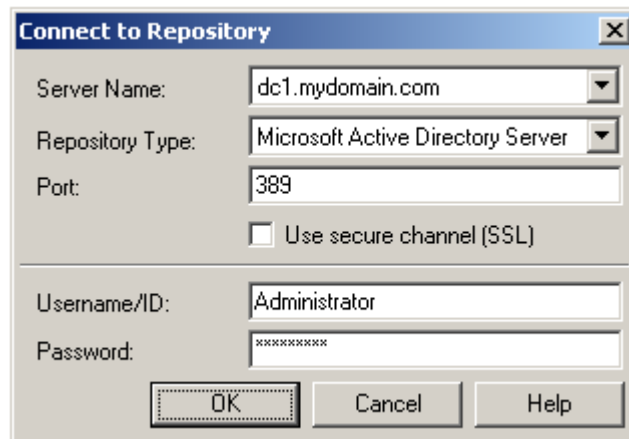 Connect to Repository
Server Name: dc1.mydomain.com
Repository Type: Microsoft Active Directory Server
Port: 389
Use secure channel (SSL)
Username/ID: Administrator
Password: *********
OK Cancel Help